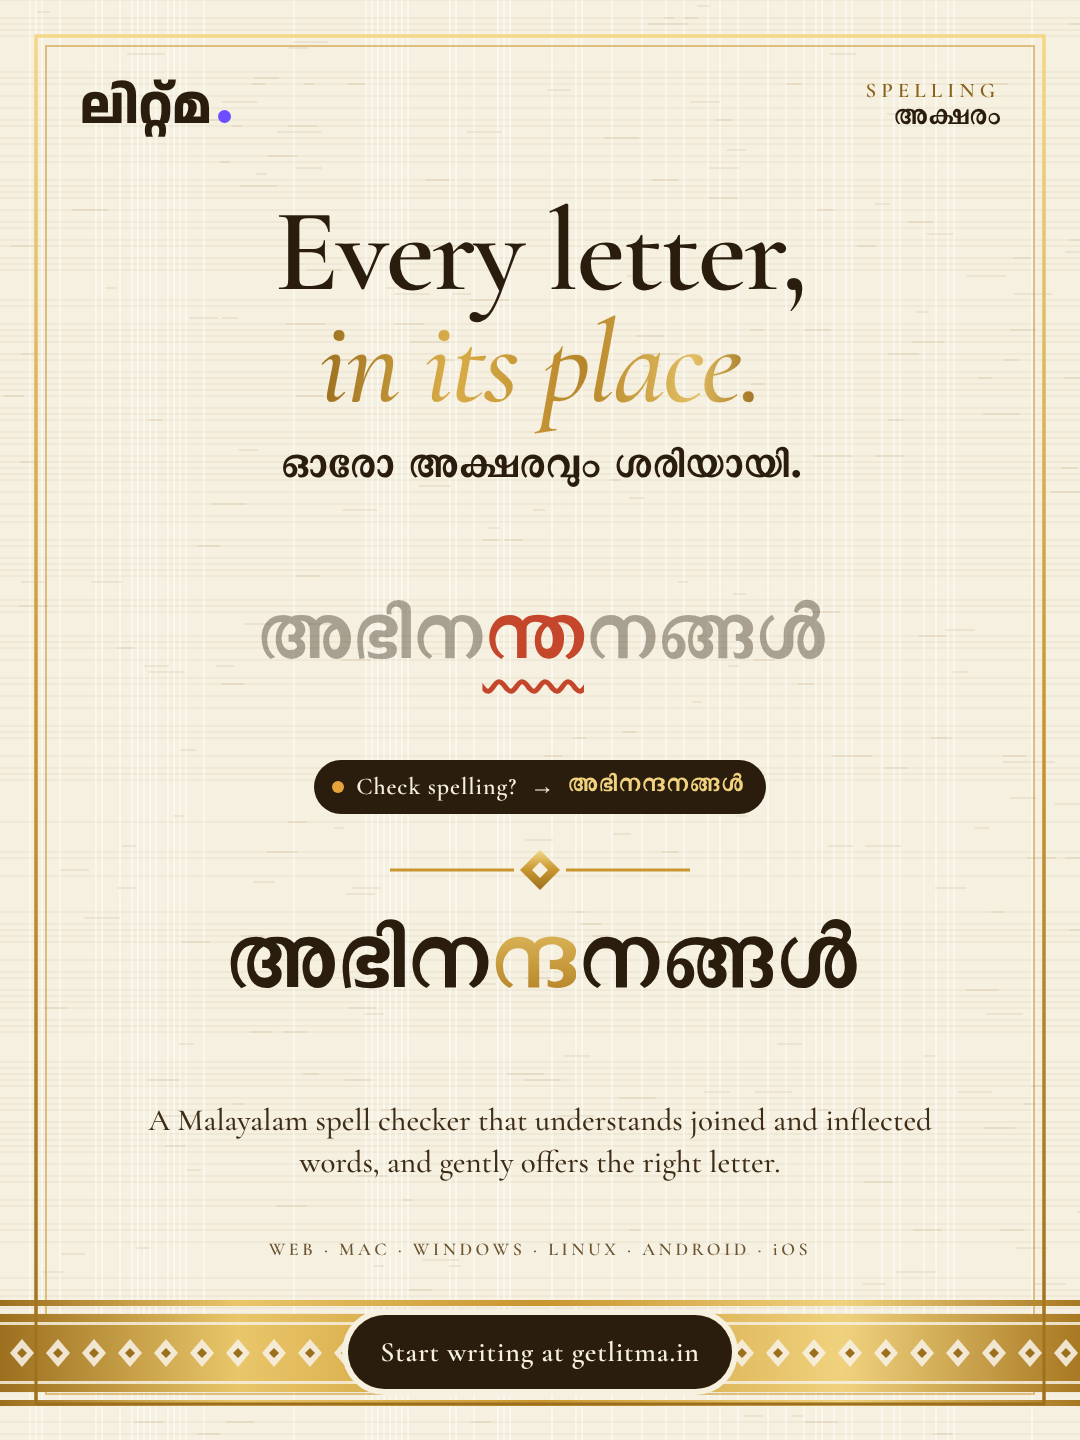 ലിറ്റ്മ.
SPELLING
അക്ഷരം
Every letter,
in its place.
ഓരോ അക്ഷരവും ശരിയായി.
അഭിനന്തനങ്ങൾ
Check spelling? → അഭിനന്ദനങ്ങൾ
അഭിനന്ദനങ്ങൾ
A Malayalam spell checker that understands joined and inflected
words, and gently offers the right letter.
WEB · MAC · WINDOWS · LINUX · ANDROID · iOS
Start writing at getlitma.in